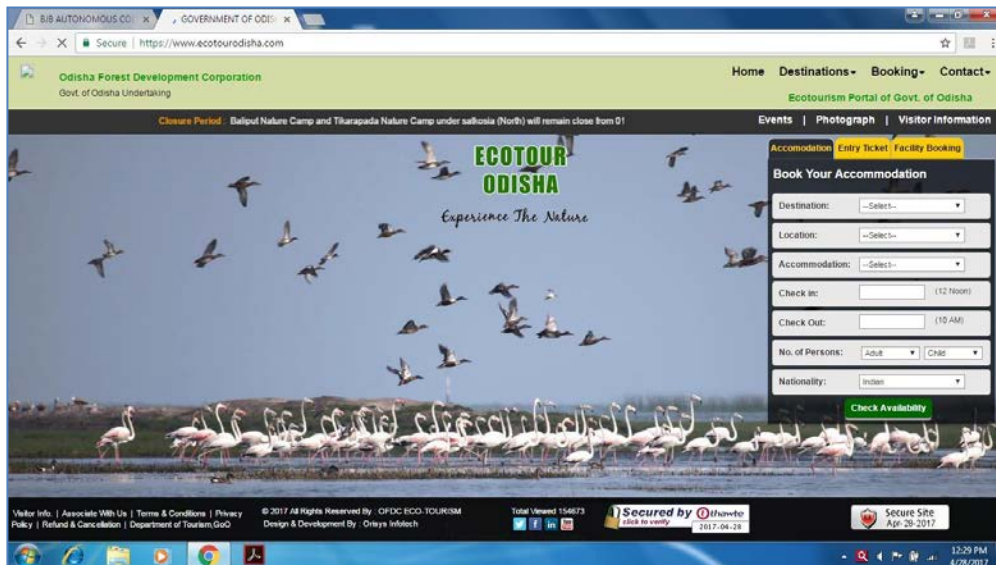 BJB AUTONOMOUS CO
GOVERNMENT OF ODIS
Secure | https://www.ecotourodisha.com
Odisha Forest Development Corporation
Govt. of Odisha Undertaking
Home Destinations Booking Contact
Ecotourism Portal of Govt. of Odisha
Closure Period : Baliput Nature Camp and Tikarapada Nature Camp under satkosia (North) will remain close from 01
Events | Photograph | Visitor Information
ECOTOUR
ODISHA
Experience The Nature
Accomodation Entry Ticket Facility Booking
Book Your Accommodation
Destination: --Select--
Location: --Select--
Accommodation: --Select--
Check in: (12 Noon)
Check Out: (10 AM)
No. of Persons: Adult Child
Nationality: Indian
Check Availability
Visitor Info. | Associate With Us | Terms & Conditions | Privacy
Policy | Refund & Cancellation | Department of Tourism,GoO
© 2017 All Rights Reserved By : OFDC ECO-TOURISM
Design & Development By : Orisys Infotech
Total Viewed 154673
Secured by thawte
click to verify 2017-04-28
Secure Site
Apr-28-2017
12:29 PM
4/28/2017